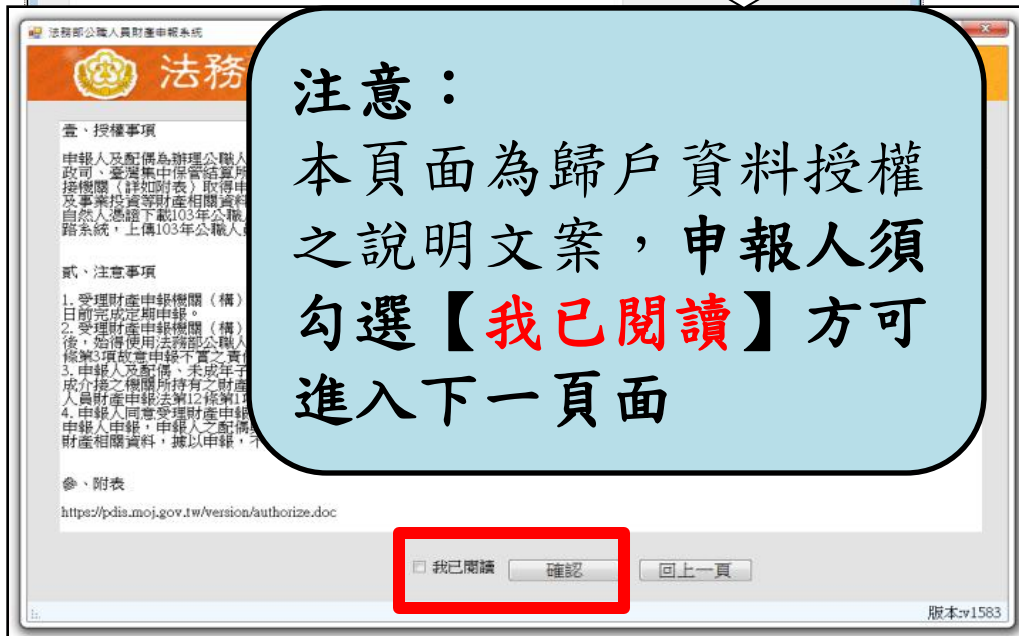 法務部公職人員財產申報系統
法務
注意：
本頁面為歸戶資料授權
之說明文案，申報人須
勾選【我已閱讀】方可
進入下一頁面
壹、授權事項
申報人及配偶為辦理公職人
政司、臺灣集中保管結算所
接機關（詳如附表）取得申
及事業投資等財產相關資料
自然人憑證下載103年公職人
路系統，上傳103年公職人員
貳、注意事項
1. 受理財產申報機關（構）
日前完成定期申報。
2. 受理財產申報機關（構）
後，始得使用法務部公職人
條第3項故意申報不實之責任
3. 申報人及配偶、未成年子
成介接之機關所持有之財產
人員財產申報法第12條第1項
4. 申報人同意受理財產申報
申報人申報，申報人之配偶
財產相關資料，據以申報，不
參、附表
https://pdis.moj.gov.tw/version/authorize.doc
我已閱讀 確認 回上一頁
版本:v1583